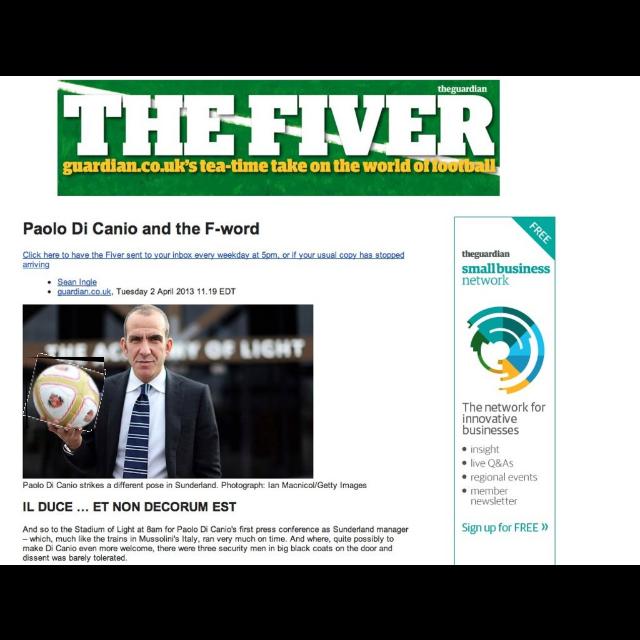 theguardian
THE FIVER
guardian.co.uk's tea-time take on the world of football
Paolo Di Canio and the F-word
Click here to have the Fiver sent to your inbox every weekday at 5pm, or if your usual copy has stopped
arriving
Sean Ingle
guardian.co.uk, Tuesday 2 April 2013 11.19 EDT
THE ACADEMY OF LIGHT
Paolo Di Canio strikes a different pose in Sunderland. Photograph: Ian Macnicol/Getty Images
IL DUCE … ET NON DECORUM EST
And so to the Stadium of Light at 8am for Paolo Di Canio's first press conference as Sunderland manager
– which, much like the trains in Mussolini's Italy, ran very much on time. And where, quite possibly to
make Di Canio even more welcome, there were three security men in big black coats on the door and
dissent was barely tolerated.
FREE
theguardian
small business
network
The network for
innovative
businesses
• insight
• live Q&As
• regional events
• member
newsletter
Sign up for FREE »